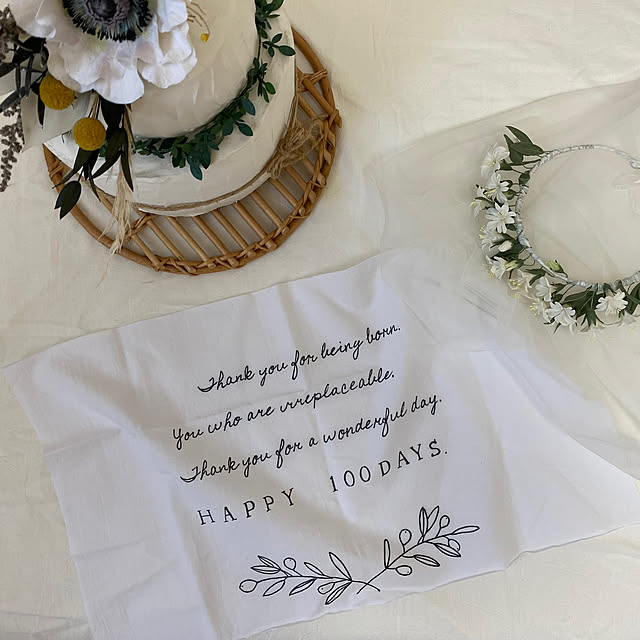 Thank you for being born.
You who are irreplaceable.
Thank you for a wonderful day.
HAPPY 100DAYS.